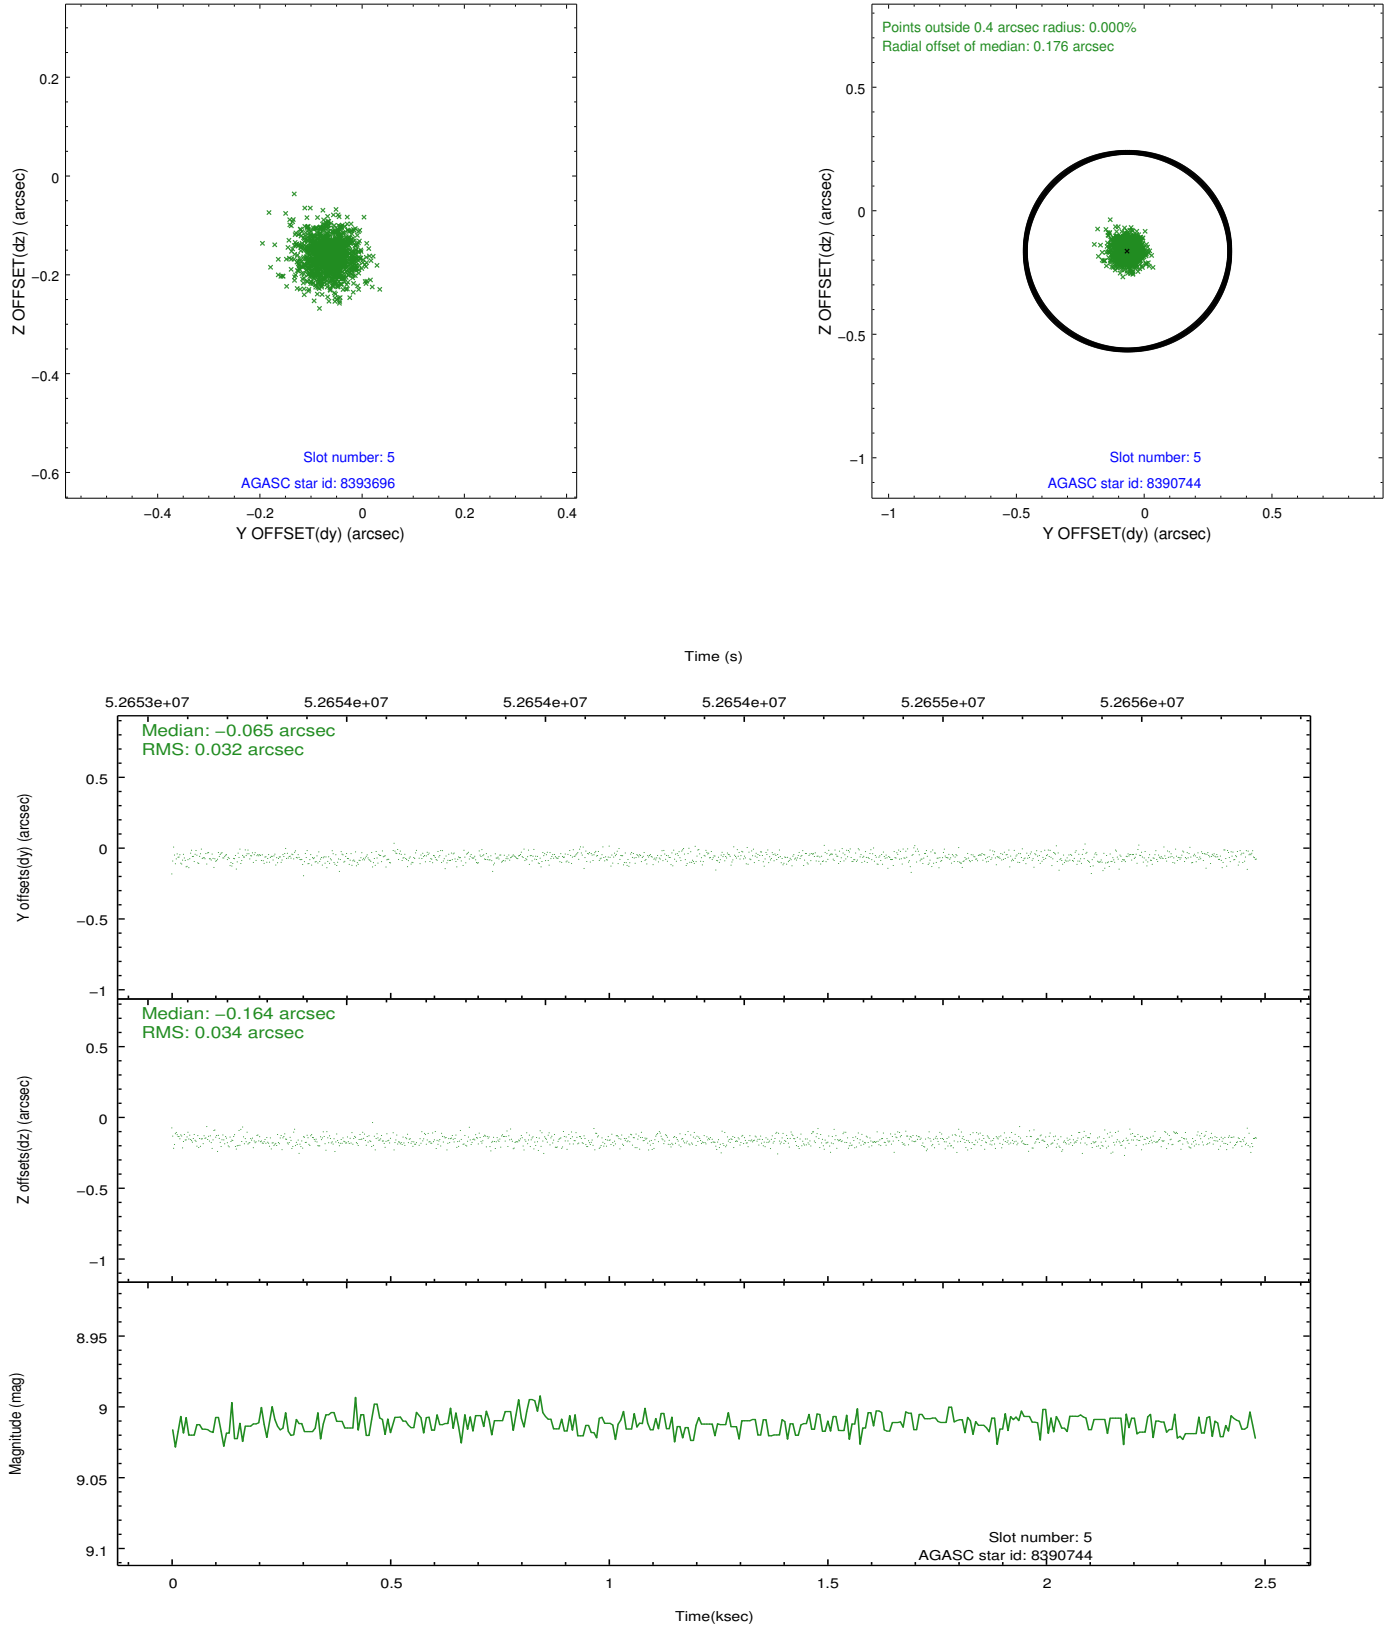 0.2
0
−0.2
−0.4
−0.6
Z OFFSET(dz) (arcsec)
Slot number: 5
AGASC star id: 8393696
−0.4
−0.2
0
0.2
0.4
Y OFFSET(dy) (arcsec)
Points outside 0.4 arcsec radius: 0.000%
Radial offset of median: 0.176 arcsec
0.5
0
−0.5
−1
Z OFFSET(dz) (arcsec)
Slot number: 5
AGASC star id: 8390744
−1
−0.5
0
0.5
Y OFFSET(dy) (arcsec)
Time (s)
5.2653e+07
5.2654e+07
5.2654e+07
5.2654e+07
5.2655e+07
5.2656e+07
Median: −0.065 arcsec
RMS: 0.032 arcsec
0.5
0
−0.5
−1
Y offsets(dy) (arcsec)
Median: −0.164 arcsec
RMS: 0.034 arcsec
0.5
0
−0.5
−1
Z offsets(dz) (arcsec)
8.95
9
9.05
9.1
Magnitude (mag)
Slot number: 5
AGASC star id: 8390744
0
0.5
1
1.5
2
2.5
Time(ksec)